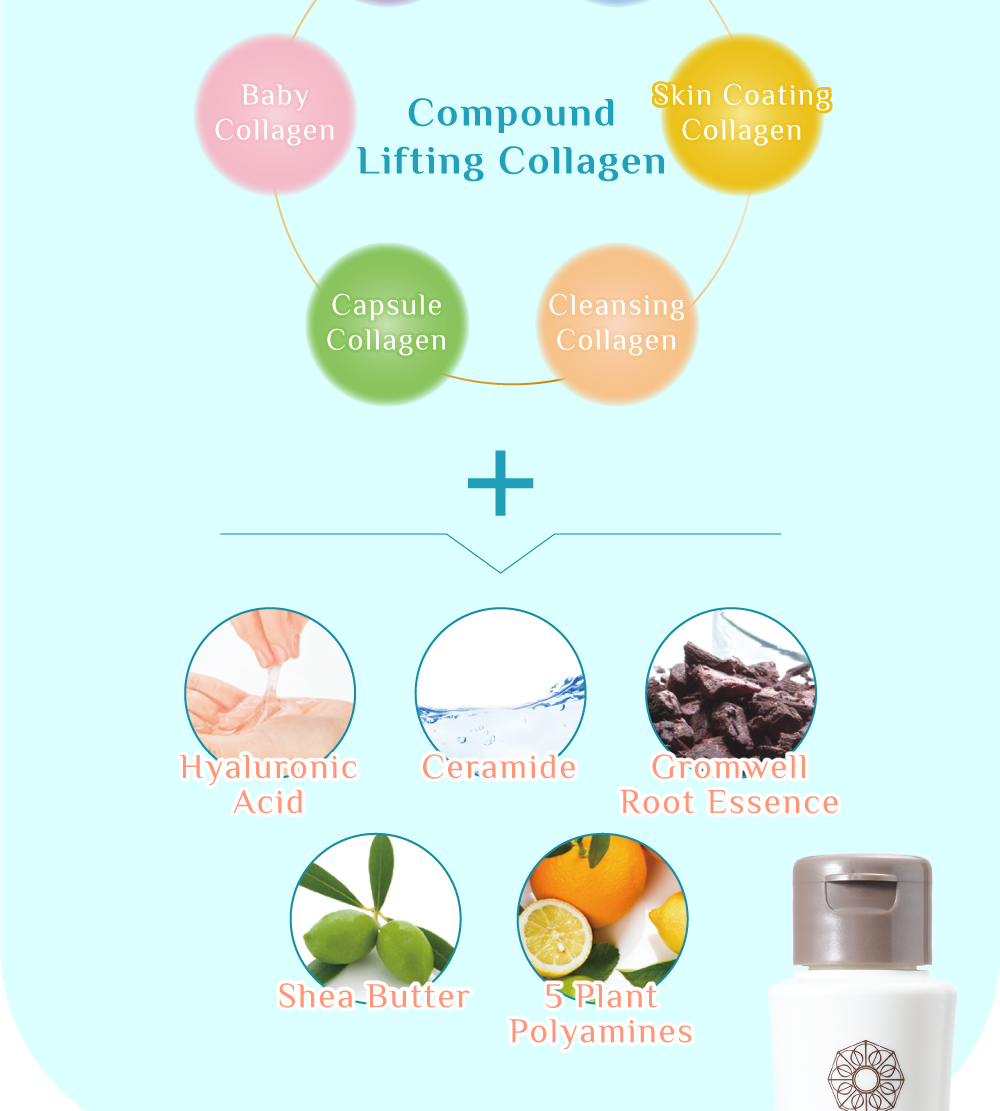 Baby
Collagen
Compound
Lifting Collagen
Skin Coating
Collagen
Capsule
Collagen
Cleansing
Collagen
+
Hyaluronic
Acid
Ceramide
Gromwell
Root Essence
Shea Butter
5 Plant
Polyamines